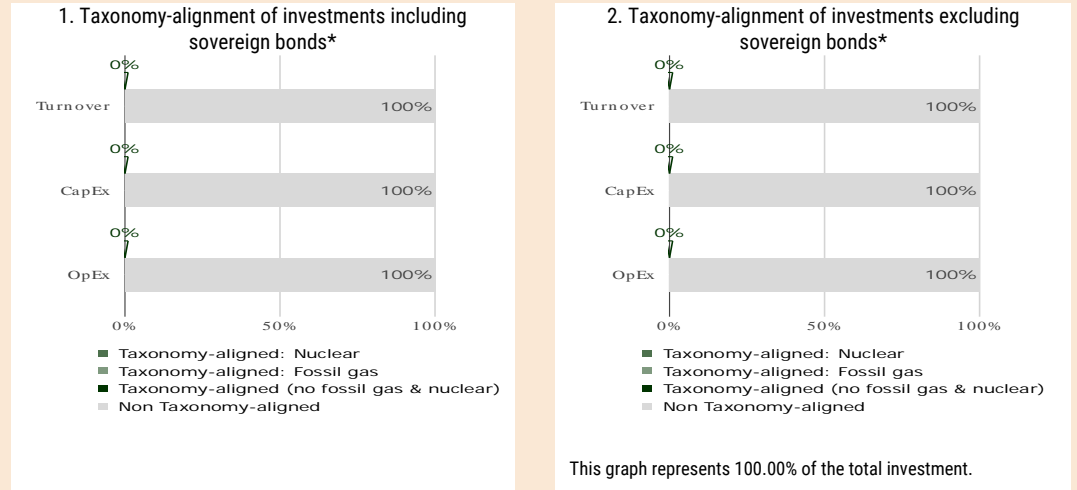 1. Taxonomy-alignment of investments including
sovereign bonds*
0%
Turnover
100%
0%
CapEx
100%
0%
OpEx
100%
0%
50%
100%
Taxonomy-aligned: Nuclear
Taxonomy-aligned: Fossil gas
Taxonomy-aligned (no fossil gas & nuclear)
Non Taxonomy-aligned
2. Taxonomy-alignment of investments excluding
sovereign bonds*
0%
Turnover
100%
0%
CapEx
100%
0%
OpEx
100%
0%
50%
100%
Taxonomy-aligned: Nuclear
Taxonomy-aligned: Fossil gas
Taxonomy-aligned (no fossil gas & nuclear)
Non Taxonomy-aligned
This graph represents 100.00% of the total investment.